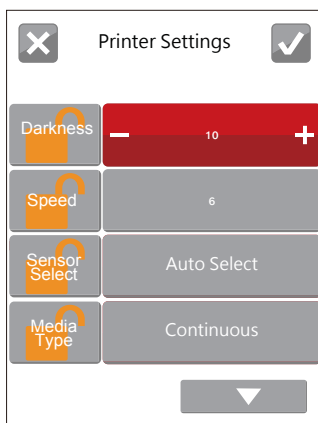 Printer Settings
Darkness
10
Speed
6
Sensor
Select
Auto Select
Media
Type
Continuous